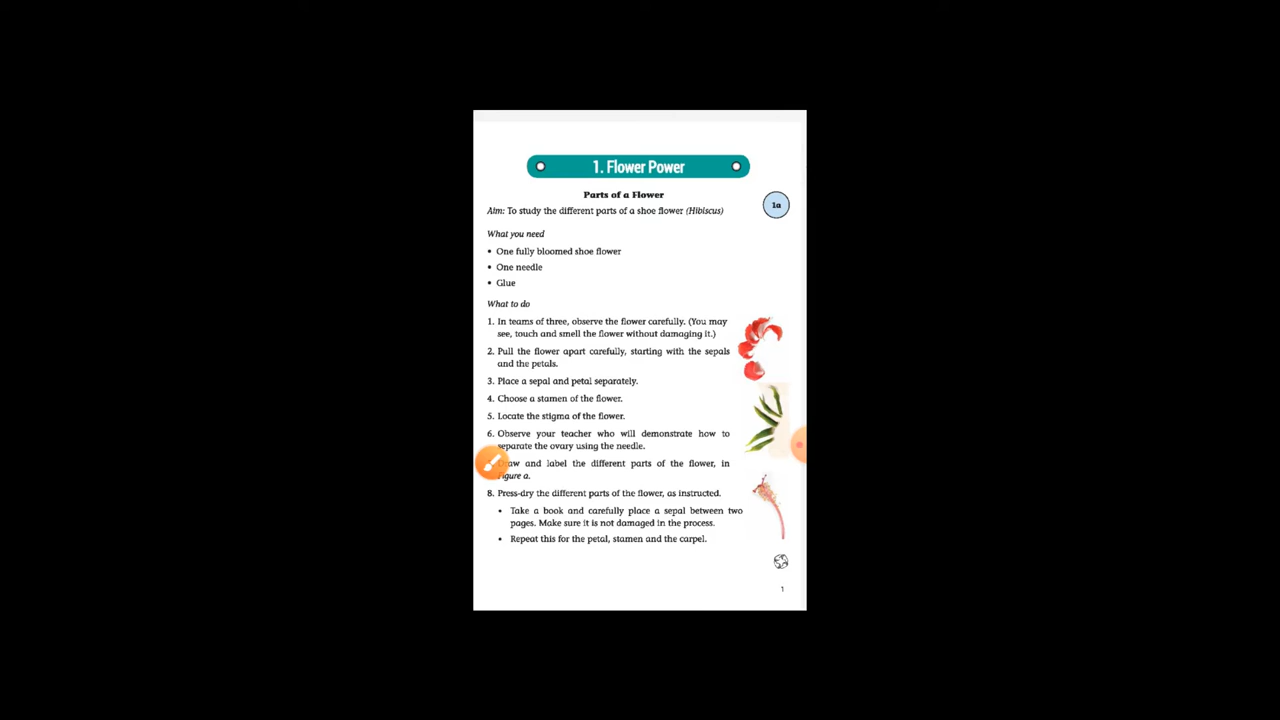 1. Flower Power
Parts of a Flower
1a
Aim: To study the different parts of a shoe flower (Hibiscus)
What you need
• One fully bloomed shoe flower
• One needle
• Glue
What to do
1. In teams of three, observe the flower carefully. (You may
see, touch and smell the flower without damaging it.)
2. Pull the flower apart carefully, starting with the sepals
and the petals.
3. Place a sepal and petal separately.
4. Choose a stamen of the flower.
5. Locate the stigma of the flower.
6. Observe your teacher who will demonstrate how to
separate the ovary using the needle.
and label the different parts of the flower, in
a.
8. Press-dry the different parts of the flower, as instructed.
• Take a book and carefully place a sepal between two
pages. Make sure it is not damaged in the process.
• Repeat this for the petal, stamen and the carpel.
1